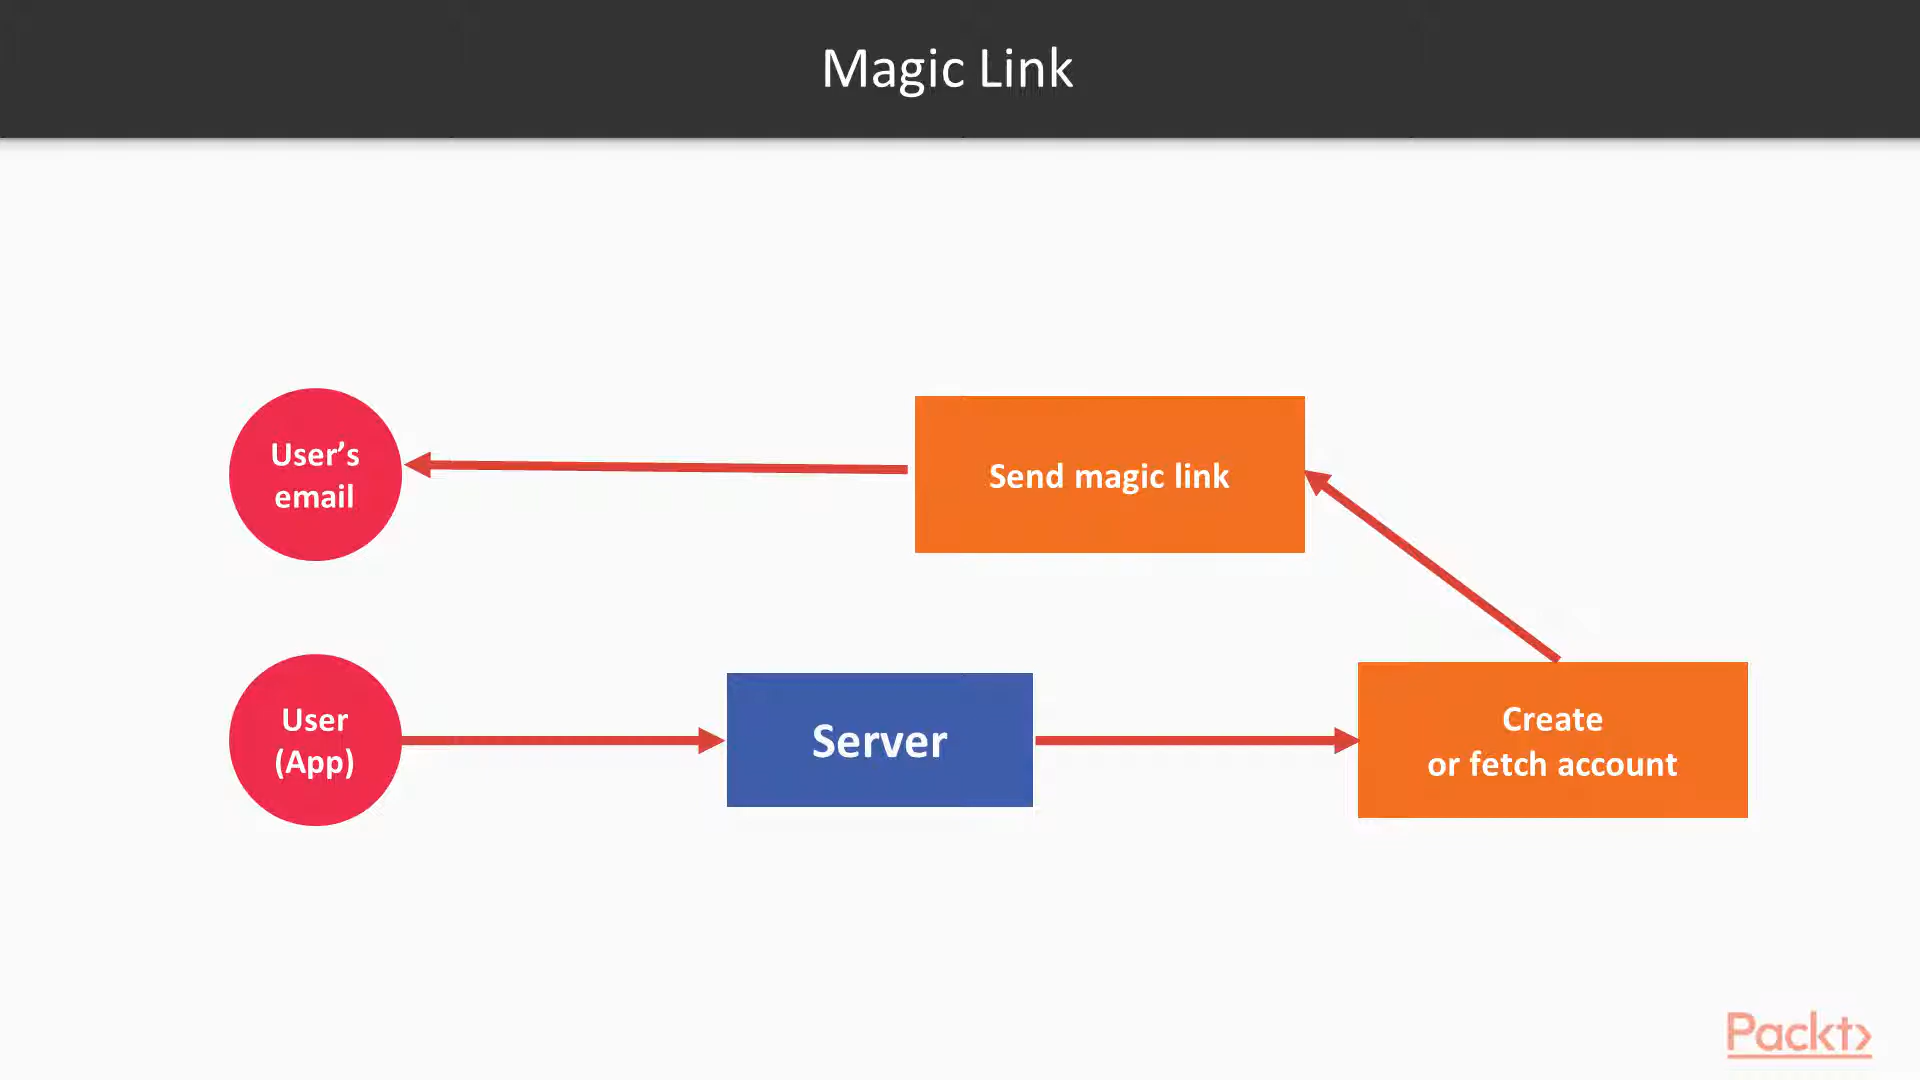 Magic Link
User’s
email
Send magic link
User
(App)
Server
Create
or fetch account
Packt>